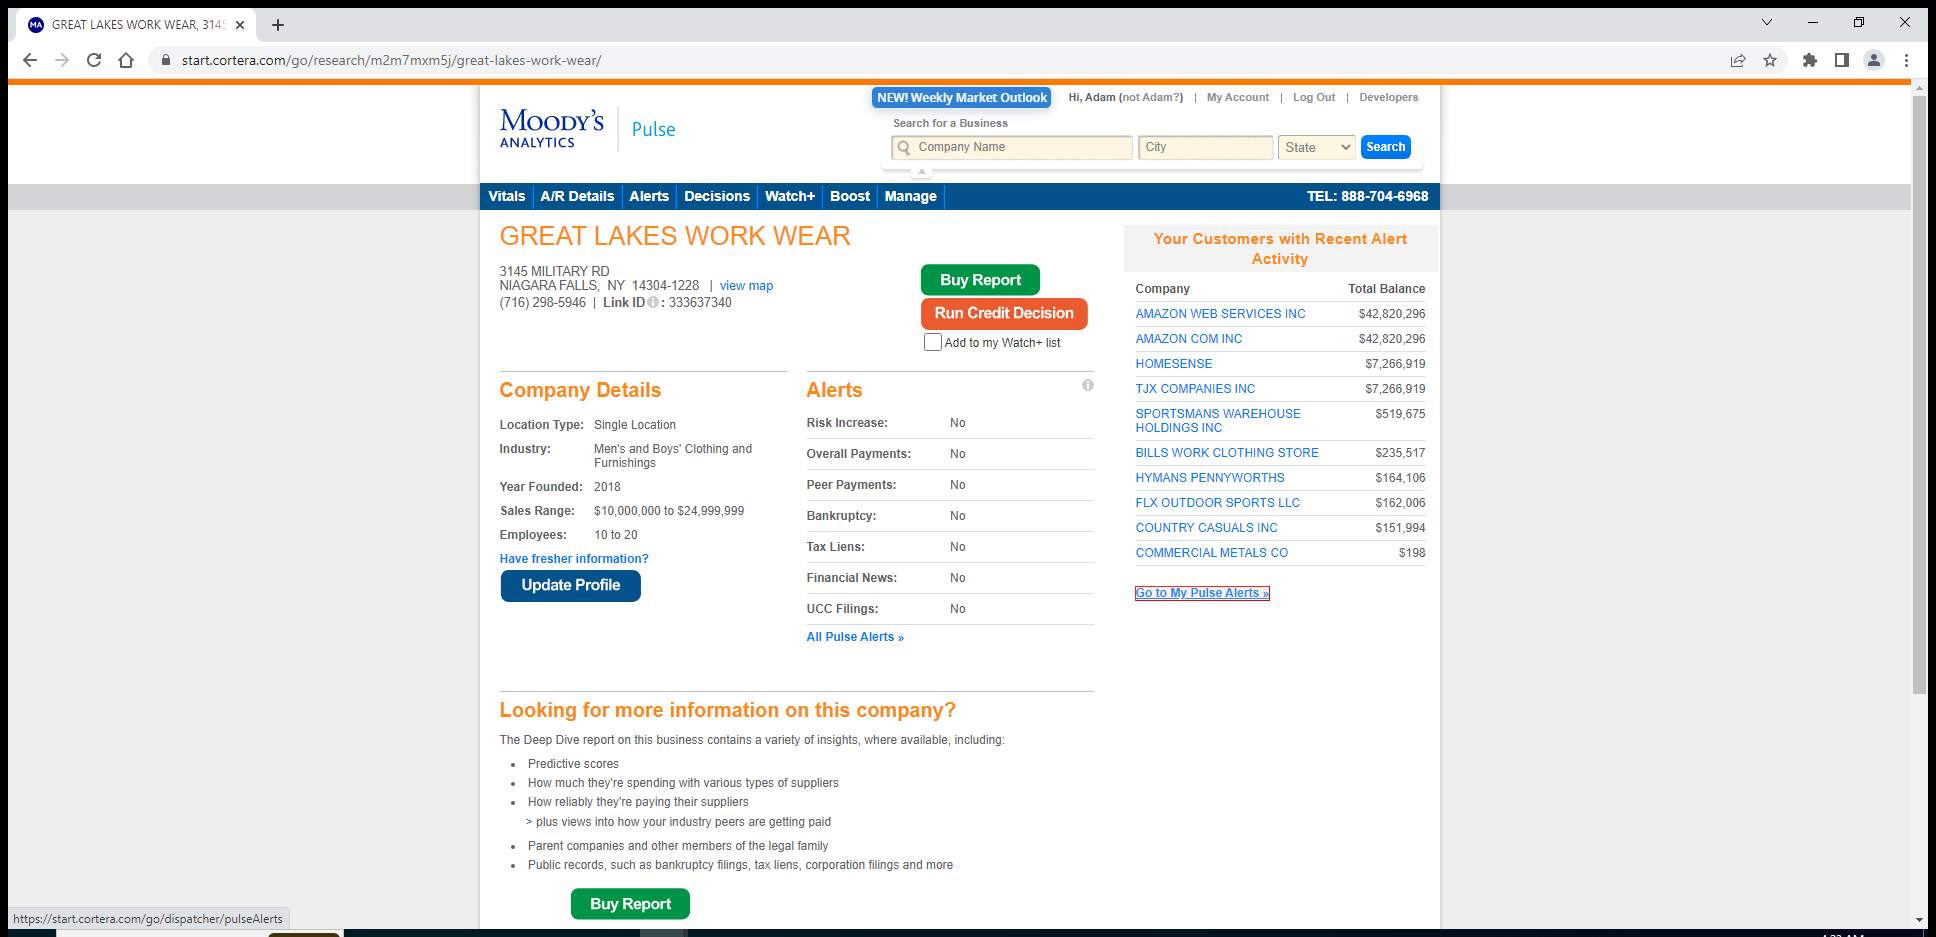 GREAT LAKES WORK WEAR, 3145
start.cortera.com/go/research/m2m7mxm5j/great-lakes-work-wear/
NEW! Weekly Market Outlook
Hi, Adam (not Adam?) | My Account | Log Out | Developers
MOODY'S
ANALYTICS
Pulse
Search for a Business
Company Name
City
State
Search
Vitals
A/R Details
Alerts
Decisions
Watch+
Boost
Manage
TEL: 888-704-6968
GREAT LAKES WORK WEAR
3145 MILITARY RD
NIAGARA FALLS, NY 14304-1228 | view map
(716) 298-5946 | Link ID : 333637340
Buy Report
Run Credit Decision
Add to my Watch+ list
Company Details
Location Type: Single Location
Industry: Men's and Boys' Clothing and
Furnishings
Year Founded: 2018
Sales Range: $10,000,000 to $24,999,999
Employees: 10 to 20
Have fresher information?
Update Profile
Alerts
Risk Increase: No
Overall Payments: No
Peer Payments: No
Bankruptcy: No
Tax Liens: No
Financial News: No
UCC Filings: No
All Pulse Alerts »
Your Customers with Recent Alert
Activity
Company Total Balance
AMAZON WEB SERVICES INC $42,820,296
AMAZON COM INC $42,820,296
HOMESENSE $7,266,919
TJX COMPANIES INC $7,266,919
SPORTSMANS WAREHOUSE $519,675
HOLDINGS INC
BILLS WORK CLOTHING STORE $235,517
HYMANS PENNYWORTHS $164,106
FLX OUTDOOR SPORTS LLC $162,006
COUNTRY CASUALS INC $151,994
COMMERCIAL METALS CO $198
Go to My Pulse Alerts »
Looking for more information on this company?
The Deep Dive report on this business contains a variety of insights, where available, including:
• Predictive scores
• How much they're spending with various types of suppliers
• How reliably they're paying their suppliers
> plus views into how your industry peers are getting paid
• Parent companies and other members of the legal family
• Public records, such as bankruptcy filings, tax liens, corporation filings and more
Buy Report
https://start.cortera.com/go/dispatcher/pulseAlerts